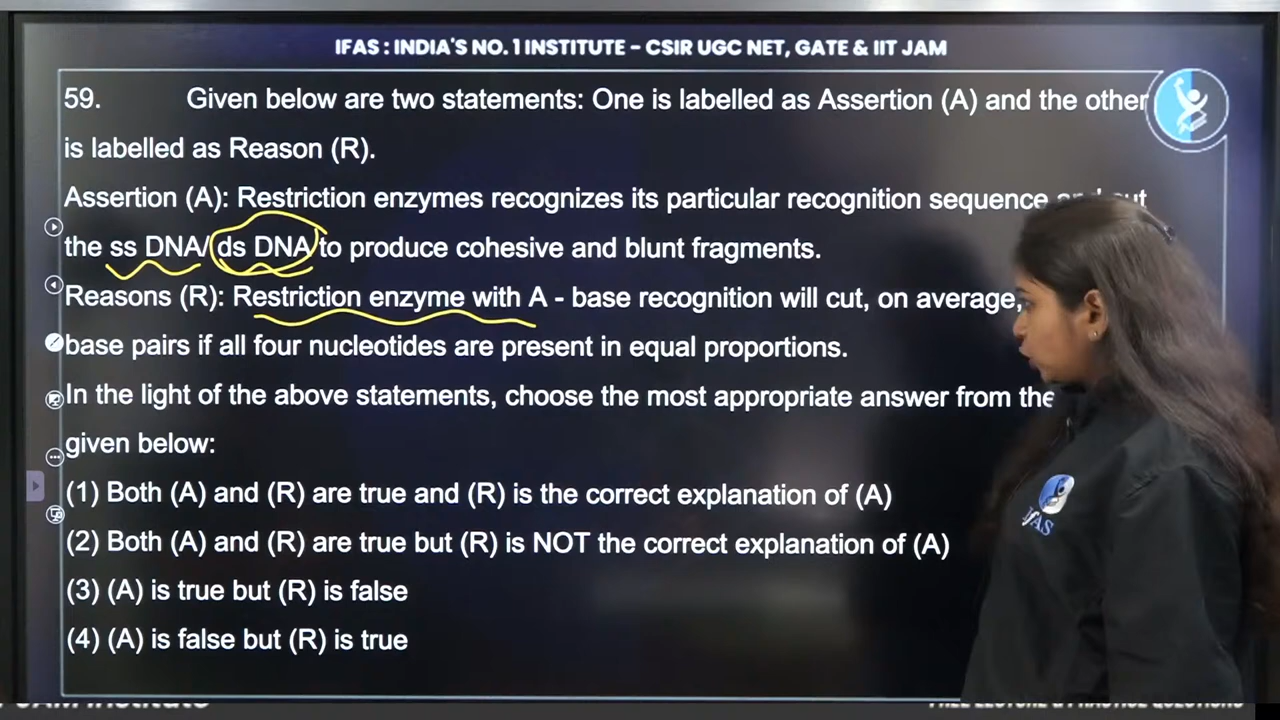 IFAS : INDIA'S NO. 1 INSTITUTE – CSIR UGC NET, GATE & IIT JAM
59. Given below are two statements: One is labelled as Assertion (A) and the other
is labelled as Reason (R).
Assertion (A): Restriction enzymes recognizes its particular recognition sequence and cut
the ss DNA/ ds DNA to produce cohesive and blunt fragments.
Reasons (R): Restriction enzyme with A - base recognition will cut, on average,
base pairs if all four nucleotides are present in equal proportions.
In the light of the above statements, choose the most appropriate answer from the
given below:
(1) Both (A) and (R) are true and (R) is the correct explanation of (A)
(2) Both (A) and (R) are true but (R) is NOT the correct explanation of (A)
(3) (A) is true but (R) is false
(4) (A) is false but (R) is true
IFAS